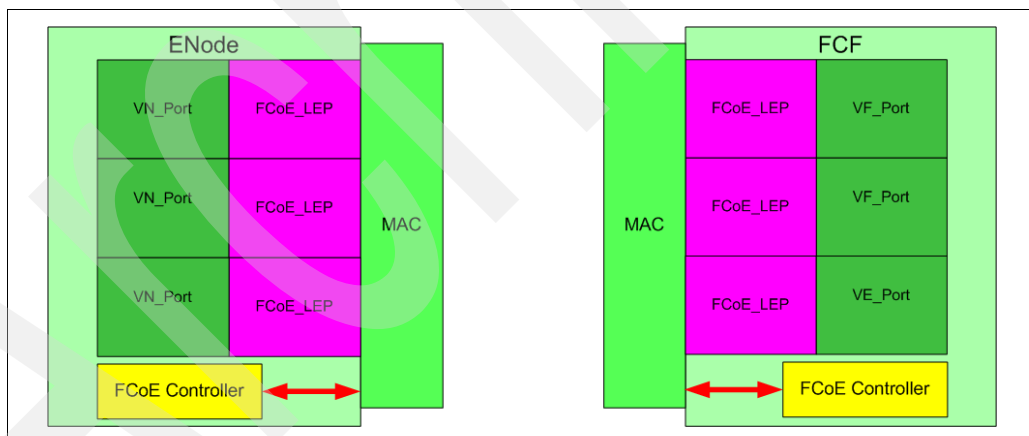 ENode
VN_Port
FCoE_LEP
VN_Port
FCoE_LEP
VN_Port
FCoE_LEP
MAC
FCoE Controller
FCF
FCoE_LEP
VF_Port
FCoE_LEP
VF_Port
FCoE_LEP
VE_Port
MAC
FCoE Controller